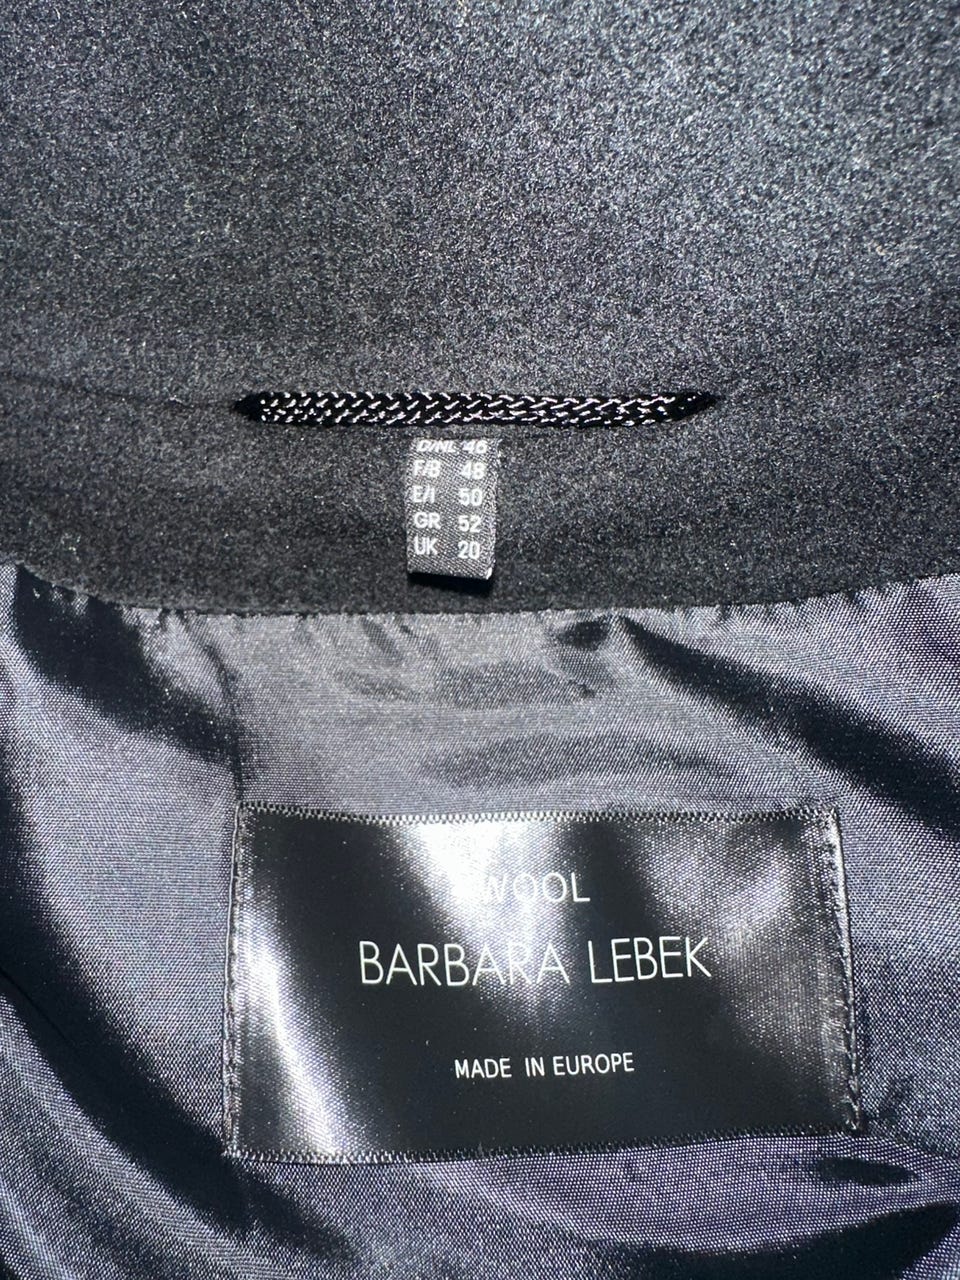 D/NL 46
F/B 48
E/I 50
GR 52
UK 20
WOOL
BARBARA LEBEK
MADE IN EUROPE